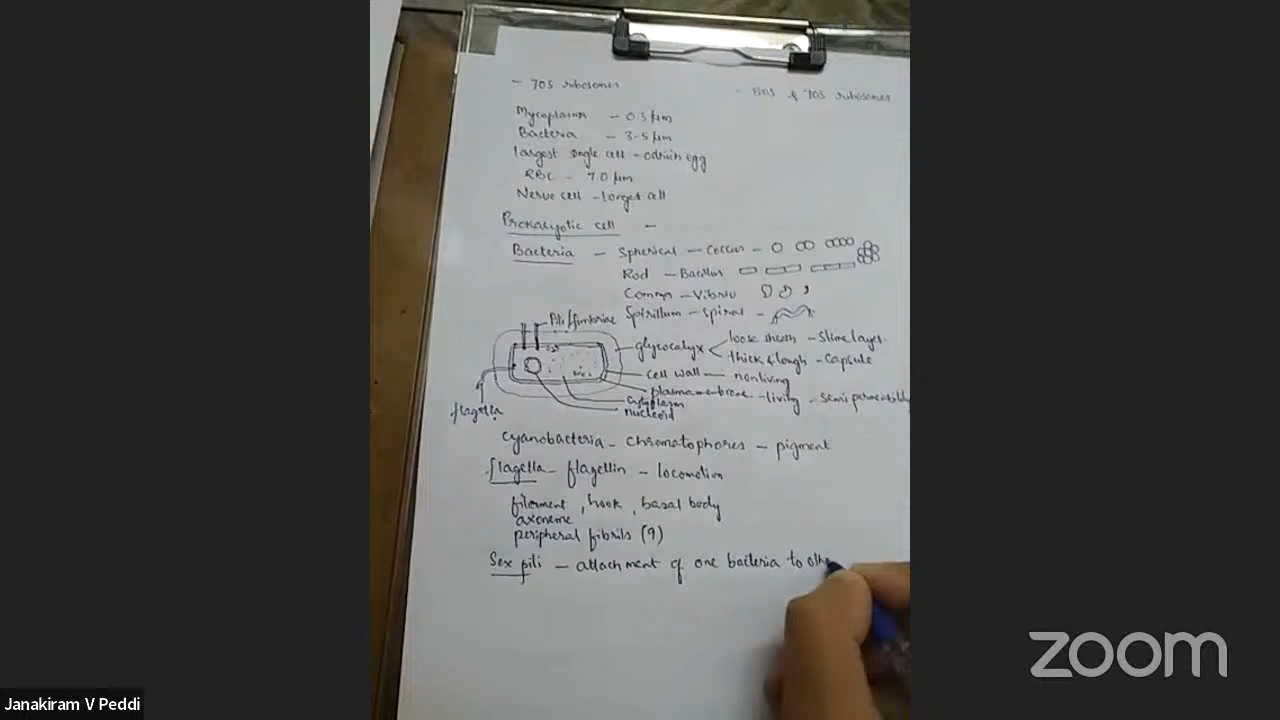 - 70S ribosomes
- 80S & 70S ribosomes
Mycoplasma - 0.3 µm
Bacteria - 3-5 µm
largest single cell - ostrich egg
RBC - 7.0 µm
Nerve cell - longest cell
Prokaryotic cell -
Bacteria - Spherical - Coccus -
Rod - Bacillus
Comma - Vibrio
Spirillum - Spiral -
Pili/fimbriae
glycocalyx
loose sheath - Slime layer
thick & tough - capsule
cell wall - nonliving
plasmamembrane - living - semi permeability
cytoplasm
nucleoid
flagella
Cyanobacteria - chromatophores - pigment
flagella - flagellin - locomotion
filament, hook, basal body
axoneme
peripheral fibrils (9)
Sex pili - attachment of one bacteria to othe
zoom
Janakiram V Peddi